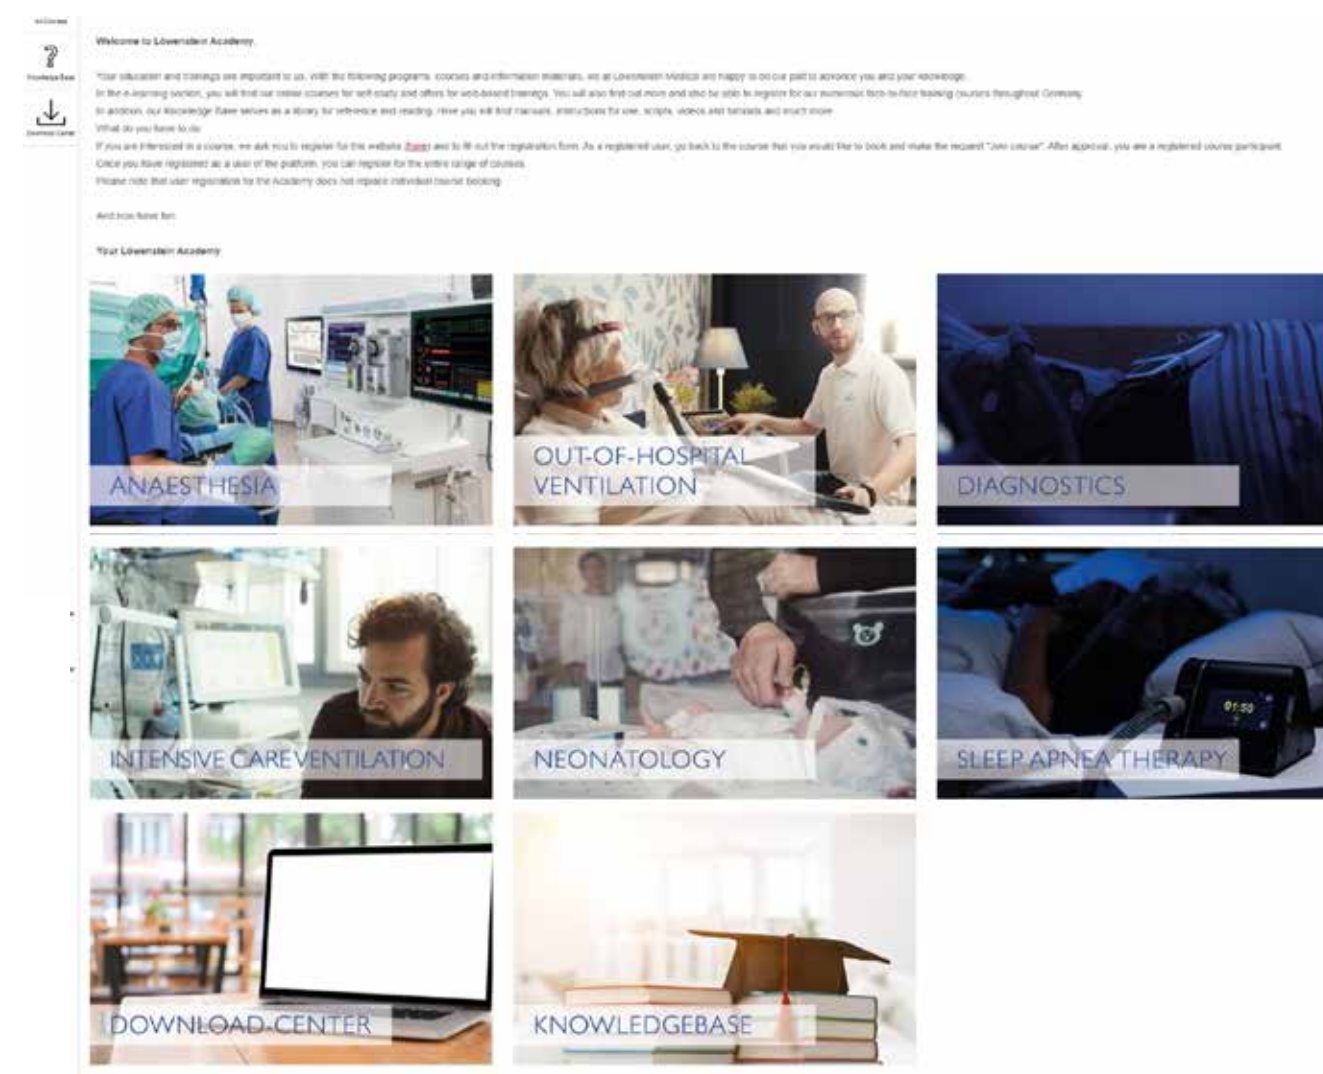 Knowledge Base
Download Center
Welcome to Löwenstein Academy,
Your education and trainings are important to us. With the following programs, courses and information materials, we at Löwenstein Medical are happy to do our part to advance you and your knowledge.
In the e-learning section, you will find our online courses for self-study and offers for web-based trainings. You will also find out more and also be able to register for our numerous face-to-face training courses throughout Germany.
In addition, our Knowledge Base serves as a library for reference and reading. Here you will find manuals, instructions for use, scripts, videos and tutorials and much more.
What do you have to do:
If you are interested in a course, we ask you to register for this website (here) and to fill out the registration form. As a registered user, go back to the course that you would like to book and make the request "Join course". After approval, you are a registered course participant.
Once you have registered as a user of the platform, you can register for the entire range of courses.
Please note that user registration for the Academy does not replace individual course booking.
And now have fun
Your Löwenstein Academy
ANAESTHESIA
OUT-OF-HOSPITAL
VENTILATION
DIAGNOSTICS
INTENSIVE CARE VENTILATION
NEONATOLOGY
01:50
SLEEP APNEA THERAPY
DOWNLOAD-CENTER
KNOWLEDGEBASE